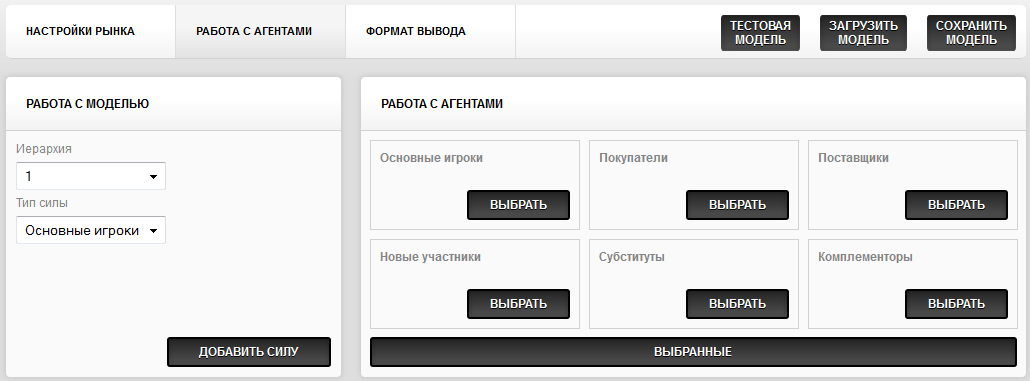 НАСТРОЙКИ РЫНКА
РАБОТА С АГЕНТАМИ
ФОРМАТ ВЫВОДА
ТЕСТОВАЯ
МОДЕЛЬ
ЗАГРУЗИТЬ
МОДЕЛЬ
СОХРАНИТЬ
МОДЕЛЬ
РАБОТА С МОДЕЛЬЮ
Иерархия
1
Тип силы
Основные игроки
ДОБАВИТЬ СИЛУ
РАБОТА С АГЕНТАМИ
Основные игроки
ВЫБРАТЬ
Покупатели
ВЫБРАТЬ
Поставщики
ВЫБРАТЬ
Новые участники
ВЫБРАТЬ
Субституты
ВЫБРАТЬ
Комплементоры
ВЫБРАТЬ
ВЫБРАННЫЕ